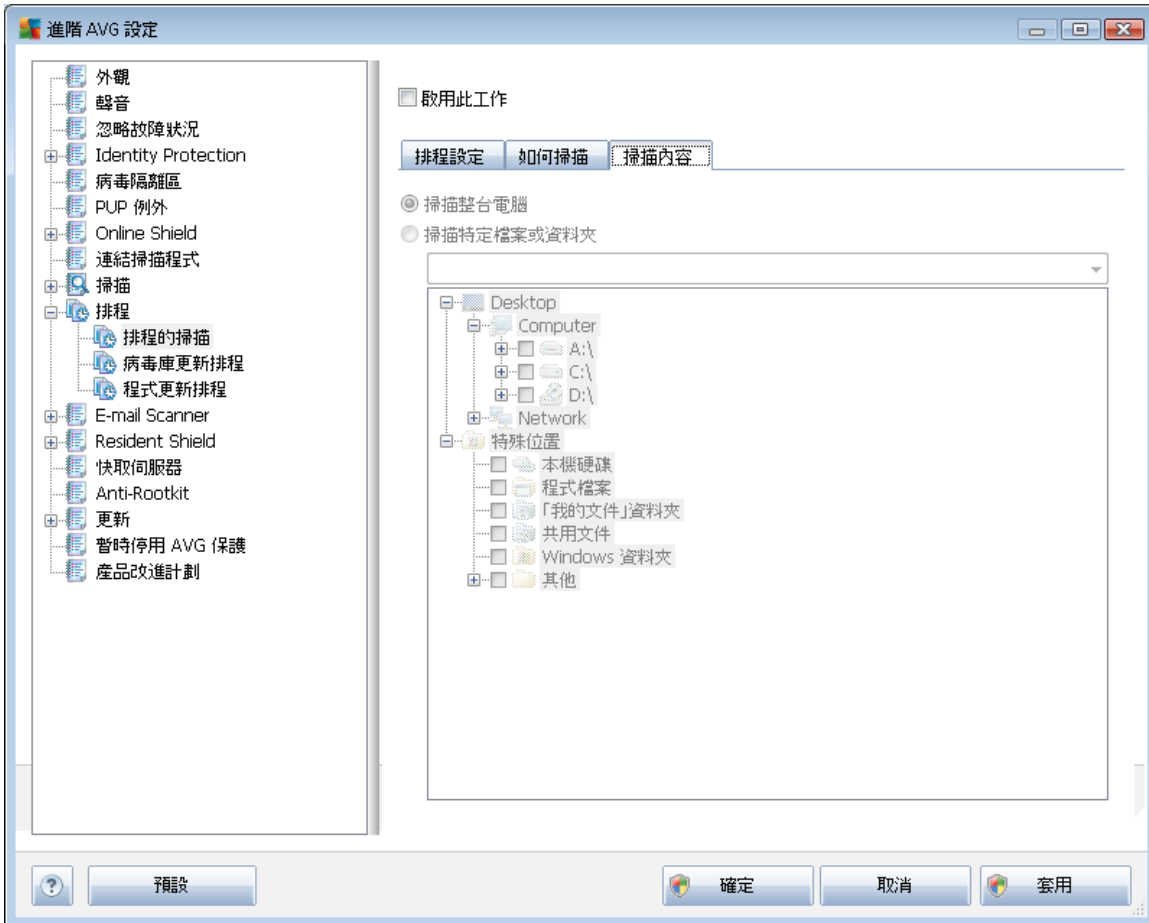 進階 AVG 設定
外觀
聲音
忽略故障狀況
Identity Protection
病毒隔離區
PUP 例外
Online Shield
連結掃描程式
掃描
排程
排程的掃描
病毒庫更新排程
程式更新排程
E-mail Scanner
Resident Shield
快取伺服器
Anti-Rootkit
更新
暫時停用 AVG 保護
產品改進計劃
啟用此工作
排程設定 如何掃描 掃描內容
掃描整台電腦
掃描特定檔案或資料夾
Desktop
Computer
A:\
C:\
D:\
Network
特殊位置
本機硬碟
程式檔案
「我的文件」資料夾
共用文件
Windows 資料夾
其他
? 預設 確定 取消 套用